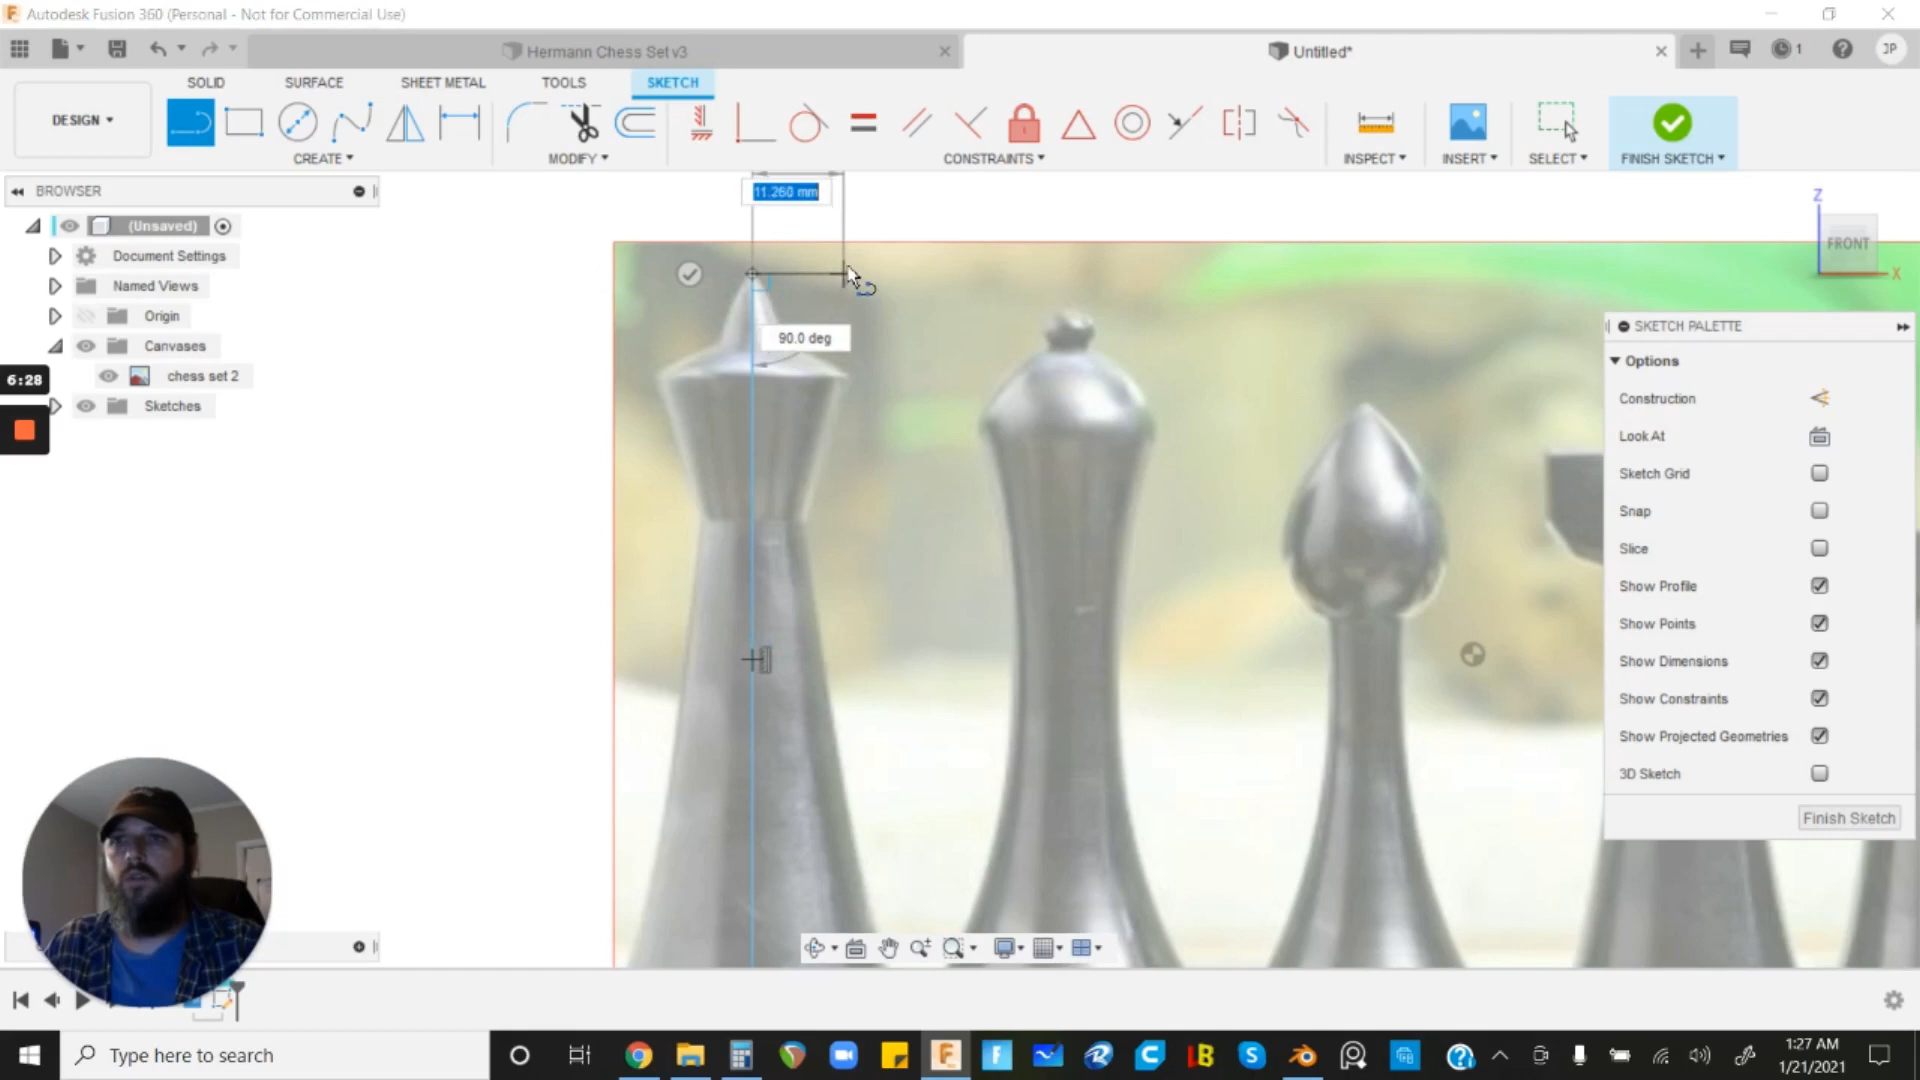 Autodesk Fusion 360 (Personal - Not for Commercial Use)
Hermann Chess Set v3
Untitled*
1
JP
SOLID
SURFACE
SHEET METAL
TOOLS
SKETCH
DESIGN
CREATE
MODIFY
CONSTRAINTS
INSPECT
INSERT
SELECT
FINISH SKETCH
BROWSER
(Unsaved)
Document Settings
Named Views
Origin
Canvases
chess set 2
Sketches
6:28
11.260 mm
90.0 deg
Z
FRONT
X
SKETCH PALETTE
Options
Construction
Look At
Sketch Grid
Snap
Slice
Show Profile
Show Points
Show Dimensions
Show Constraints
Show Projected Geometries
3D Sketch
Finish Sketch
Type here to search
1:27 AM
1/21/2021